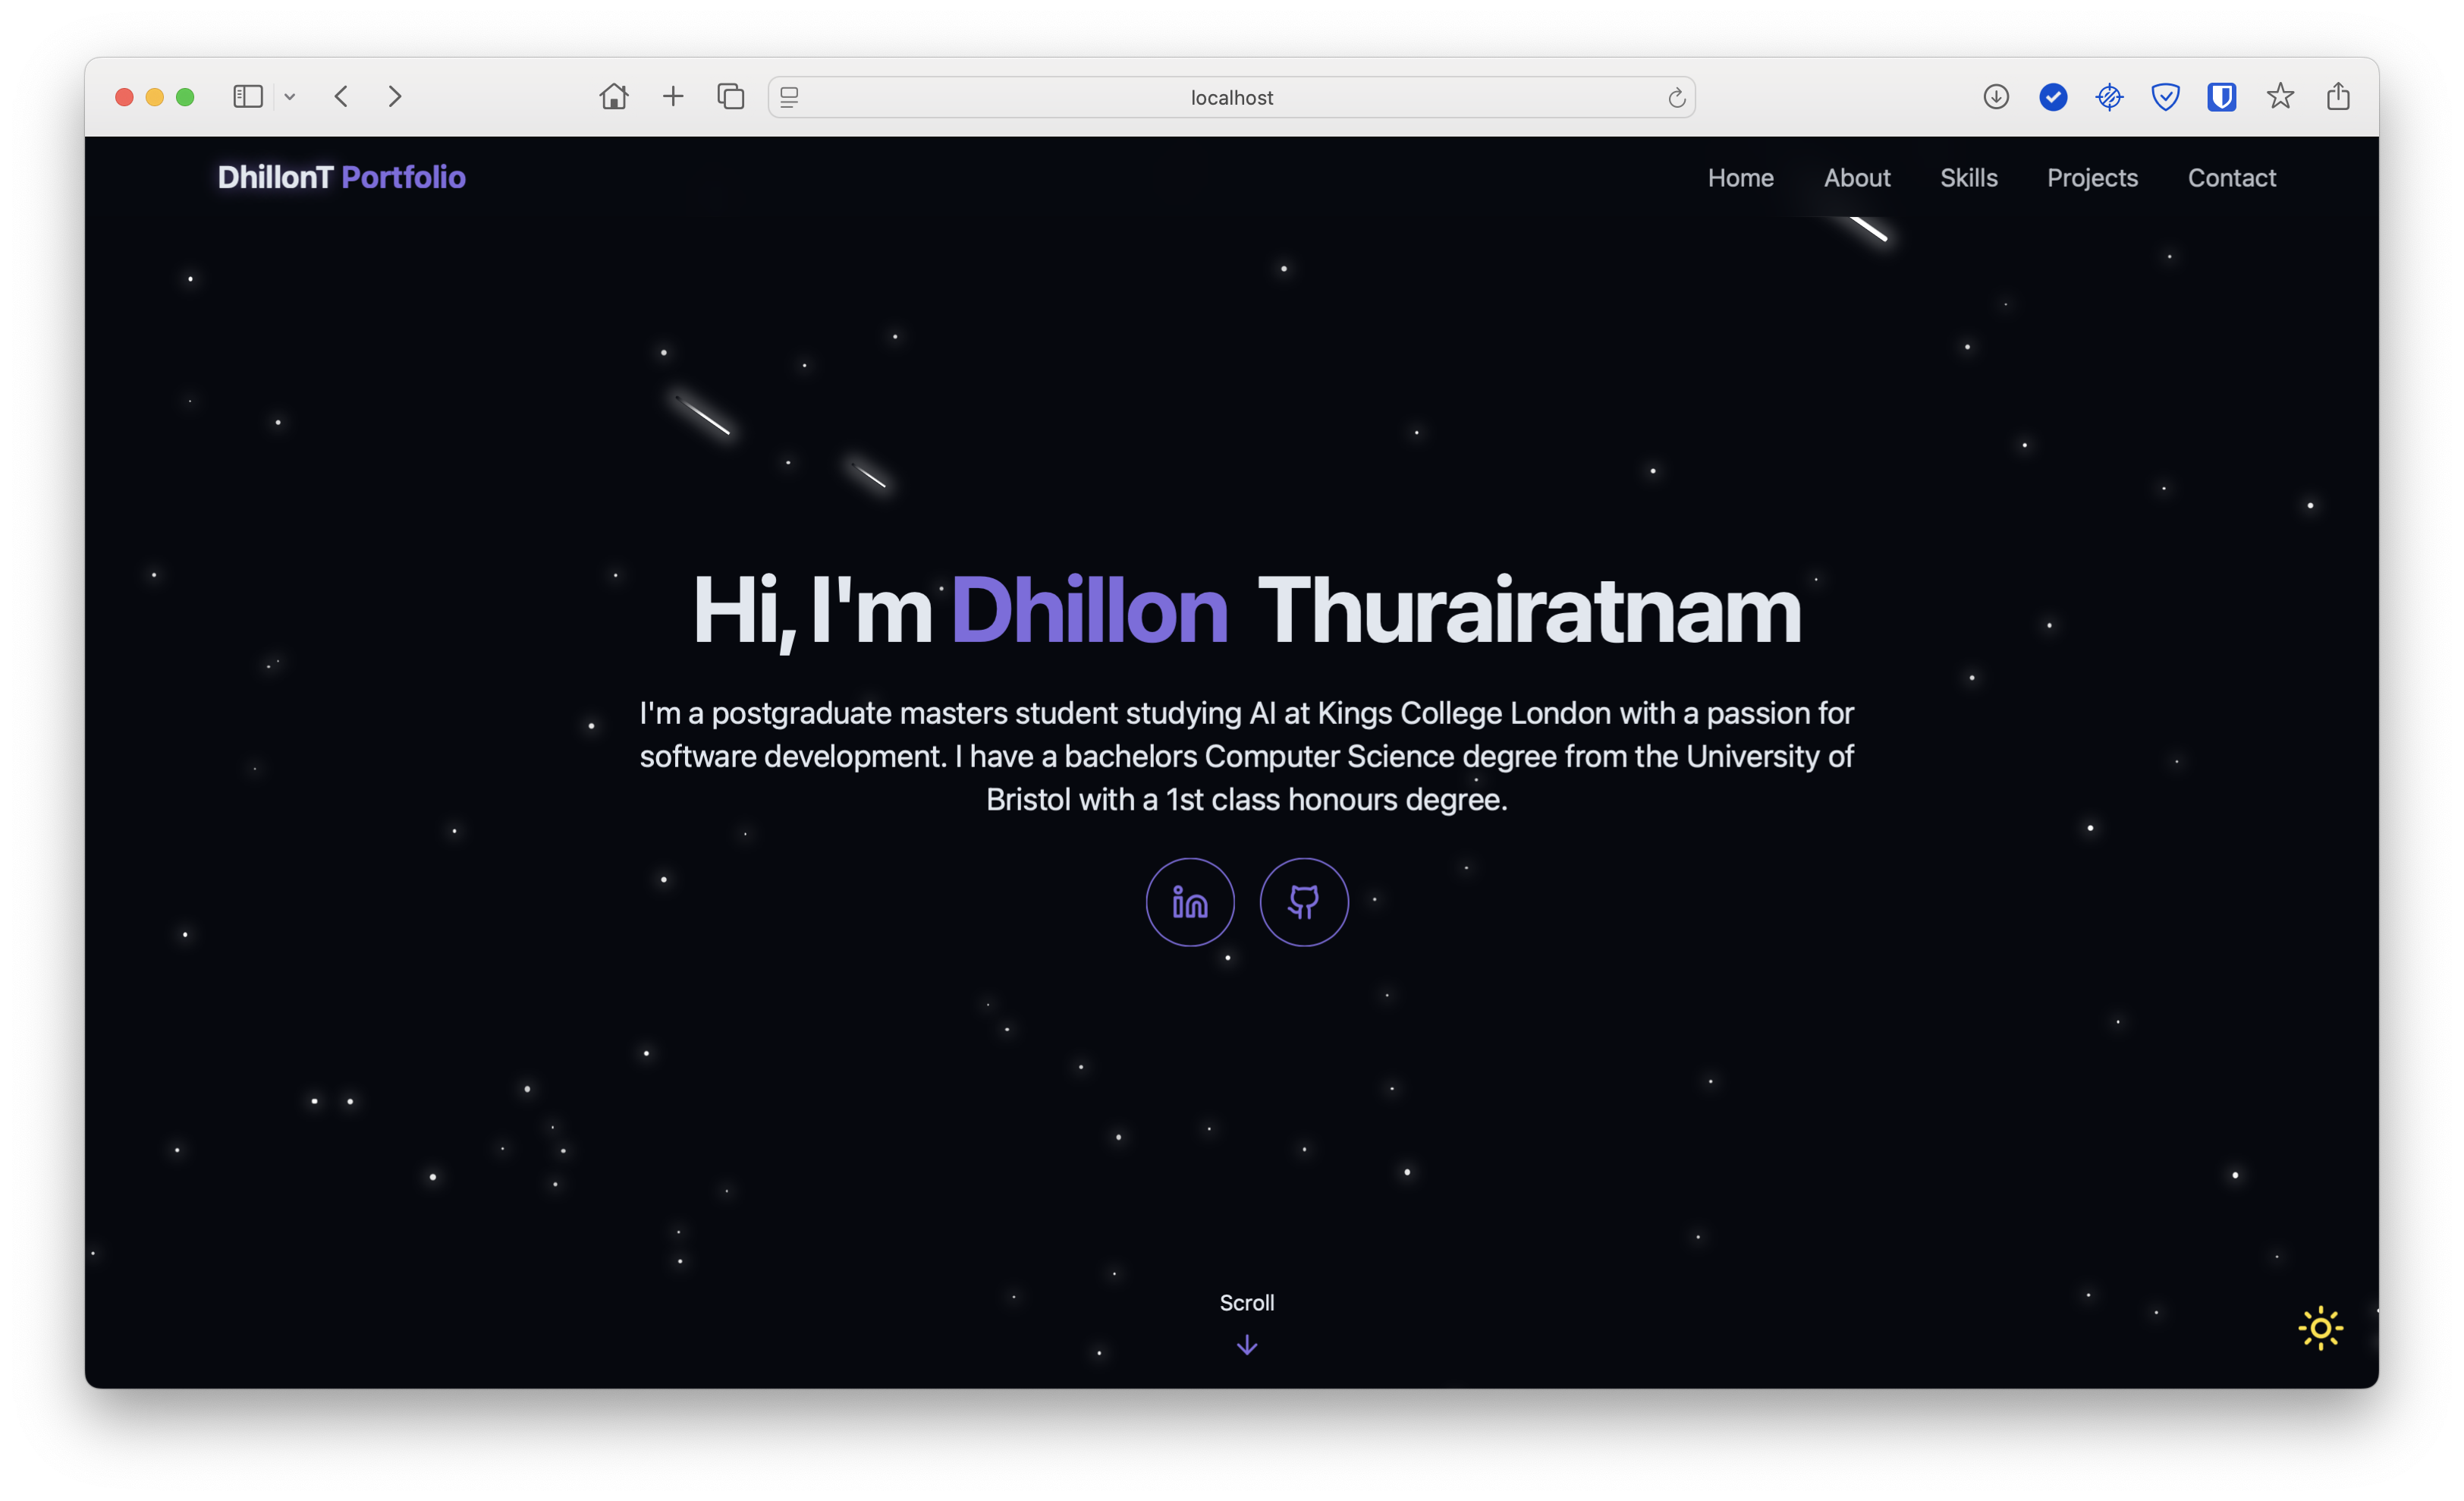 localhost
DhillonT Portfolio
Home About Skills Projects Contact
Hi, I'm Dhillon Thurairatnam
I'm a postgraduate masters student studying AI at Kings College London with a passion for
software development. I have a bachelors Computer Science degree from the University of
Bristol with a 1st class honours degree.
Scroll